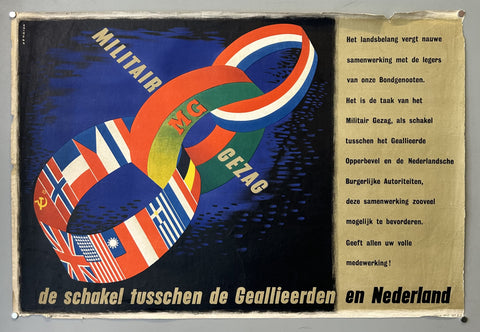 MILITAIR
MG
GEZAG
de schakel tusschen de Geallieerden en Nederland
Het landsbelang vergt nauwe
samenwerking met de legers
van onze Bondgenooten.
Het is de taak van het
Militair Gezag, als schakel
tusschen het Geallieerde
Opperbevel en de Nederlandsche
Burgerlijke Autoriteiten,
deze samenwerking zooveel
mogelijk te bevorderen.
Geeft allen uw volle
medewerking!